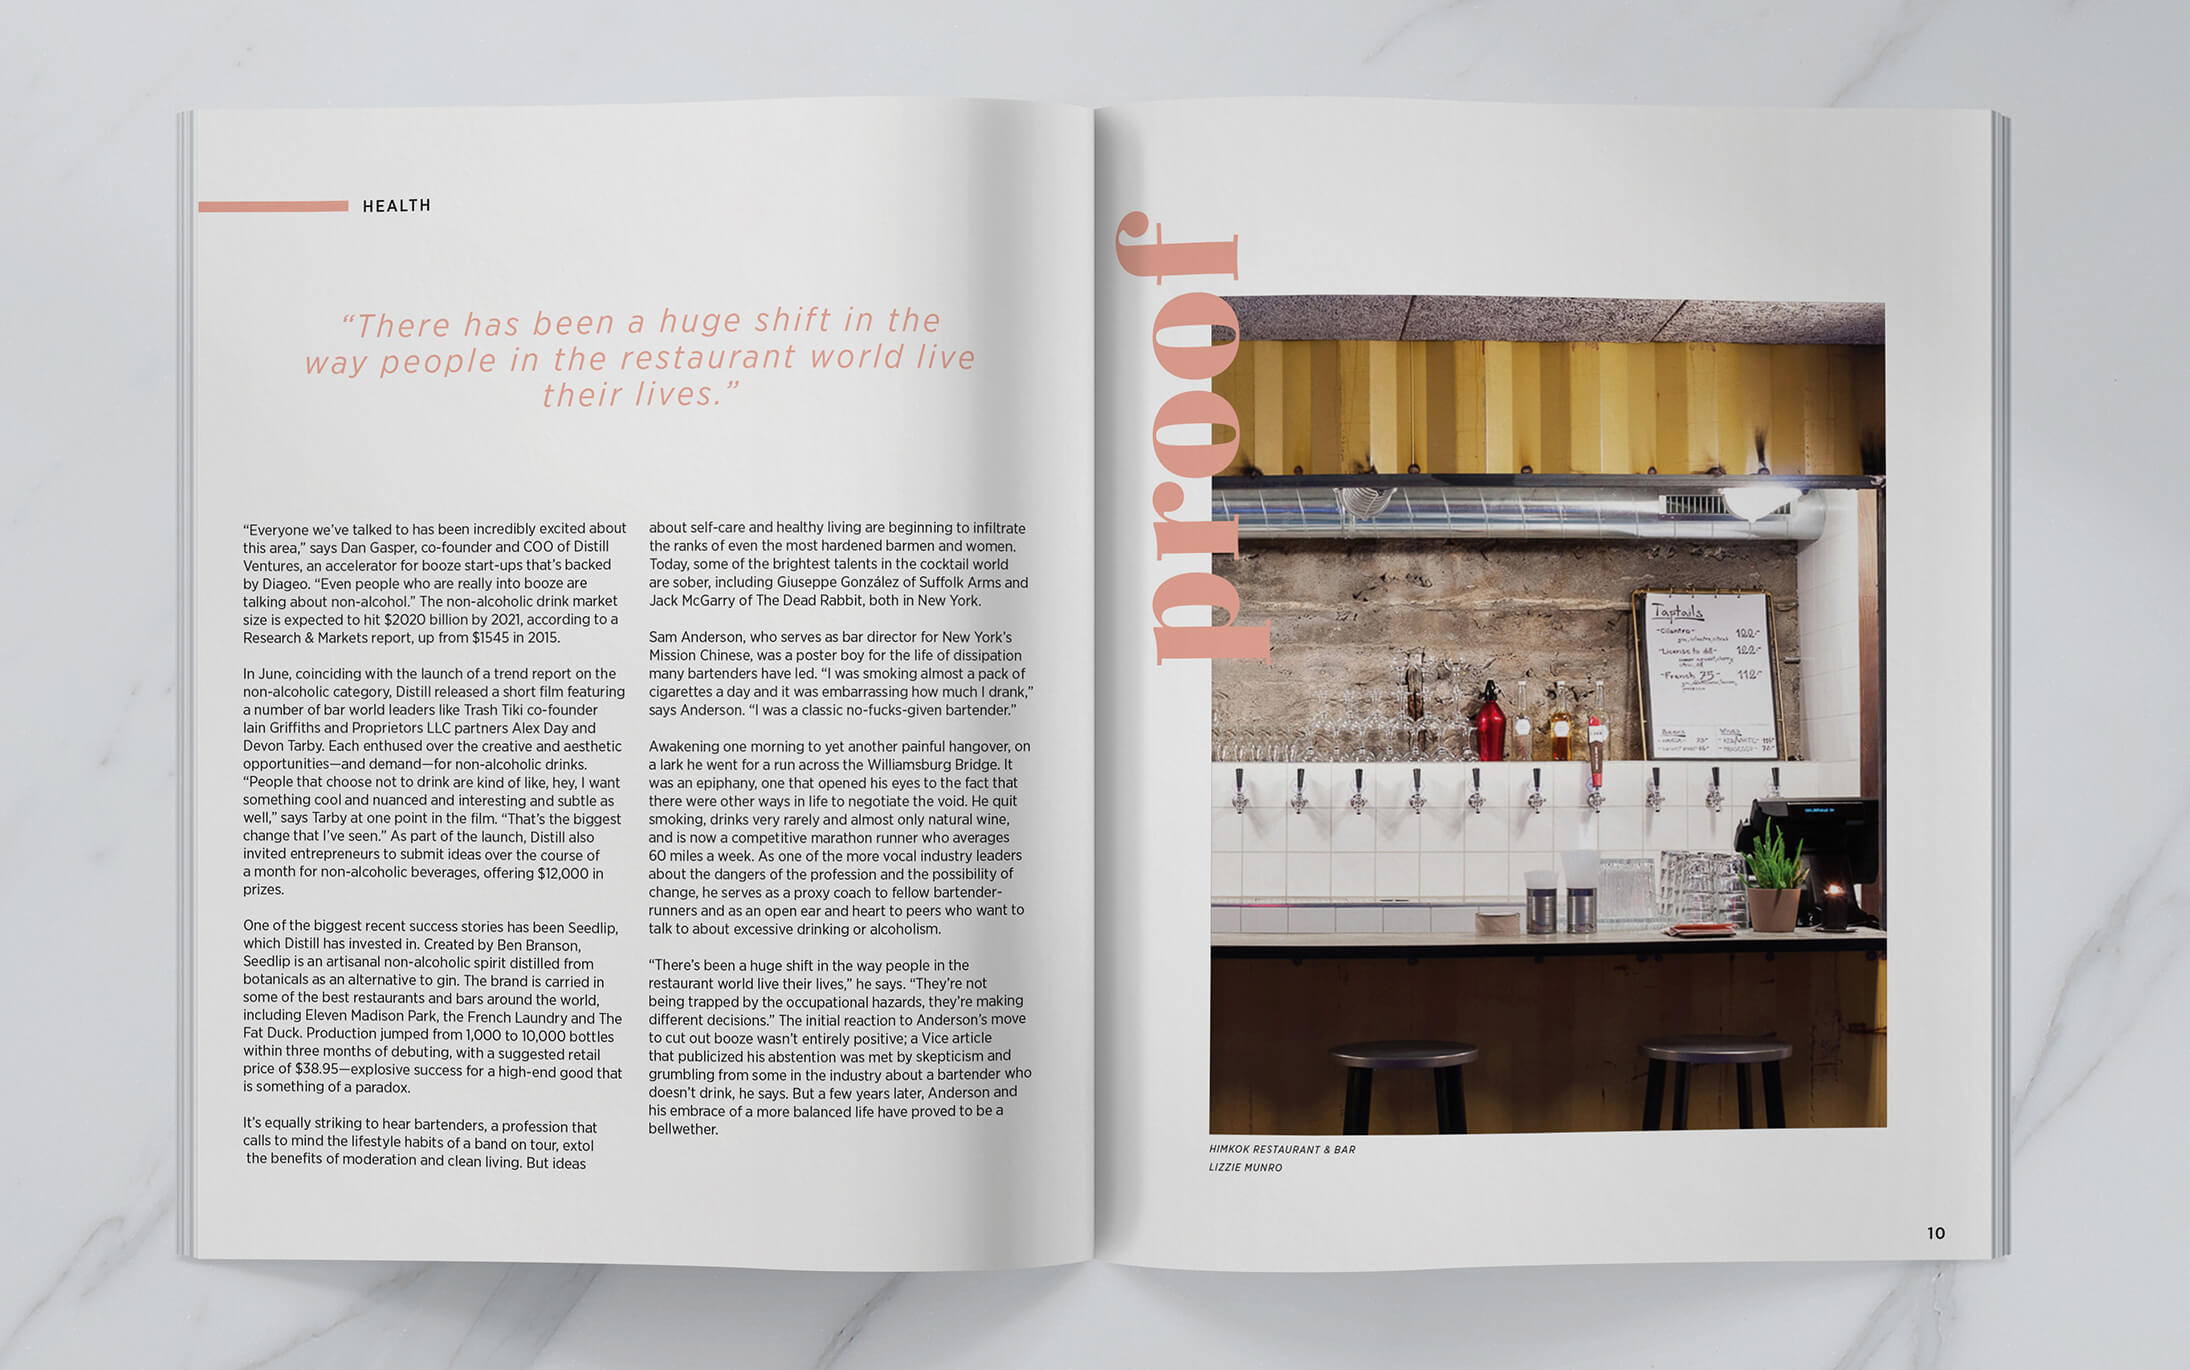 HEALTH
“There has been a huge shift in the
way people in the restaurant world live
their lives.”
“Everyone we’ve talked to has been incredibly excited about
this area,” says Dan Gasper, co-founder and COO of Distill
Ventures, an accelerator for booze start-ups that’s backed
by Diageo. “Even people who are really into booze are
talking about non-alcohol.” The non-alcoholic drink market
size is expected to hit $2020 billion by 2021, according to a
Research & Markets report, up from $1545 in 2015.
In June, coinciding with the launch of a trend report on the
non-alcoholic category, Distill released a short film featuring
a number of bar world leaders like Trash Tiki co-founder
Iain Griffiths and Proprietors LLC partners Alex Day and
Devon Tarby. Each enthused over the creative and aesthetic
opportunities—and demand—for non-alcoholic drinks.
“People that choose not to drink are kind of like, hey, I want
something cool and nuanced and interesting and subtle as
well,” says Tarby at one point in the film. “That’s the biggest
change that I’ve seen.” As part of the launch, Distill also
invited entrepreneurs to submit ideas over the course of
a month for non-alcoholic beverages, offering $12,000 in
prizes.
One of the biggest recent success stories has been Seedlip,
which Distill has invested in. Created by Ben Branson,
Seedlip is an artisanal non-alcoholic spirit distilled from
botanicals as an alternative to gin. The brand is carried in
some of the best restaurants and bars around the world,
including Eleven Madison Park, the French Laundry and The
Fat Duck. Production jumped from 1,000 to 10,000 bottles
within three months of debuting, with a suggested retail
price of $38.95—explosive success for a high-end good that
is something of a paradox.
It’s equally striking to hear bartenders, a profession that
calls to mind the lifestyle habits of a band on tour, extol
the benefits of moderation and clean living. But ideas
about self-care and healthy living are beginning to infiltrate
the ranks of even the most hardened barmen and women.
Today, some of the brightest talents in the cocktail world
are sober, including Giuseppe González of Suffolk Arms and
Jack McGarry of The Dead Rabbit, both in New York.
Sam Anderson, who serves as bar director for New York’s
Mission Chinese, was a poster boy for the life of dissipation
many bartenders have led. “I was smoking almost a pack of
cigarettes a day and it was embarrassing how much I drank,”
says Anderson. “I was a classic no-fucks-given bartender.”
Awakening one morning to yet another painful hangover, on
a lark he went for a run across the Williamsburg Bridge. It
was an epiphany, one that opened his eyes to the fact that
there were other ways in life to negotiate the void. He quit
smoking, drinks very rarely and almost only natural wine,
and is now a competitive marathon runner who averages
60 miles a week. As one of the more vocal industry leaders
about the dangers of the profession and the possibility of
change, he serves as a proxy coach to fellow bartender-
runners and as an open ear and heart to peers who want to
talk to about excessive drinking or alcoholism.
“There’s been a huge shift in the way people in the
restaurant world live their lives,” he says. “They’re not
being trapped by the occupational hazards, they’re making
different decisions.” The initial reaction to Anderson’s move
to cut out booze wasn’t entirely positive; a Vice article
that publicized his abstention was met by skepticism and
grumbling from some in the industry about a bartender who
doesn’t drink, he says. But a few years later, Anderson and
his embrace of a more balanced life have proved to be a
bellwether.
proof
Taptails
-Cilantro- 122.-
-License to dill- 122.-
-French 75- 112.-
HIMKOK RESTAURANT & BAR
LIZZIE MUNRO
10